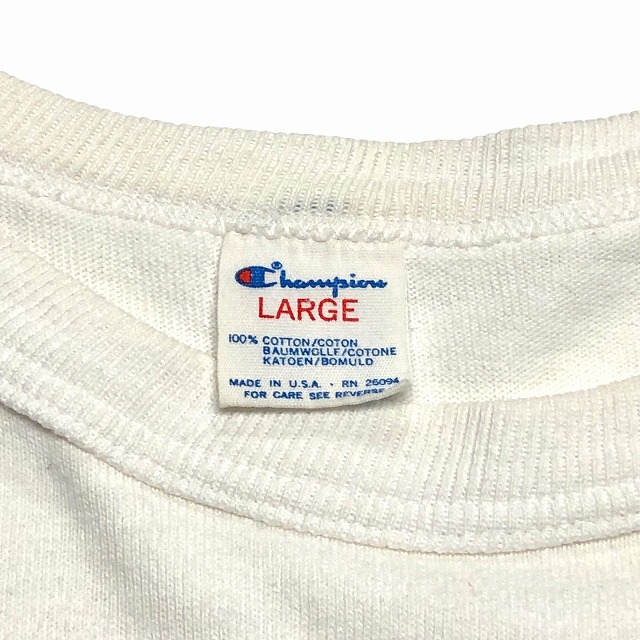 Champion
LARGE
100% COTTON/COTON
BAUMWOLLE/COTONE
KATOEN/BOMULD
MADE IN U.S.A. · RN 26094
FOR CARE SEE REVERSE